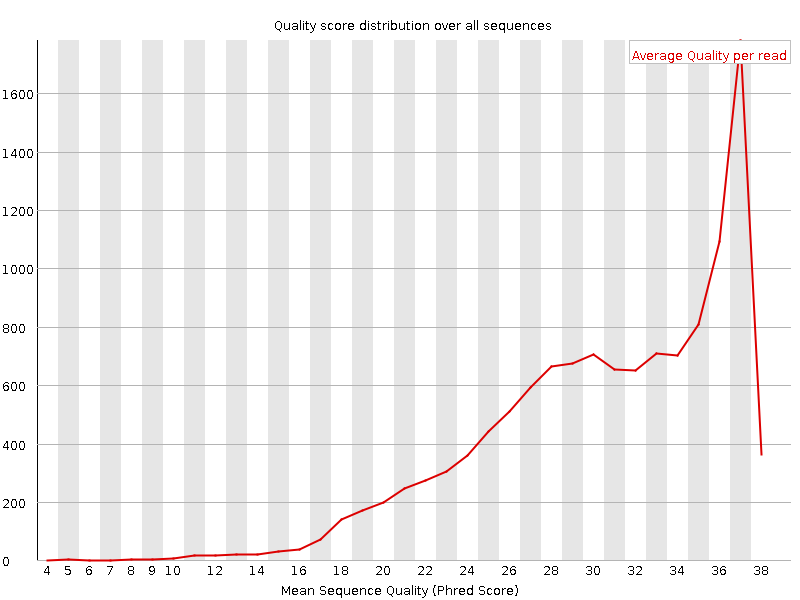 Quality score distribution over all sequences
Average Quality per read
1600
1400
1200
1000
800
600
400
200
0
4 5 6 7 8 9 10 12 14 16 18 20 22 24 26 28 30 32 34 36 38
Mean Sequence Quality (Phred Score)